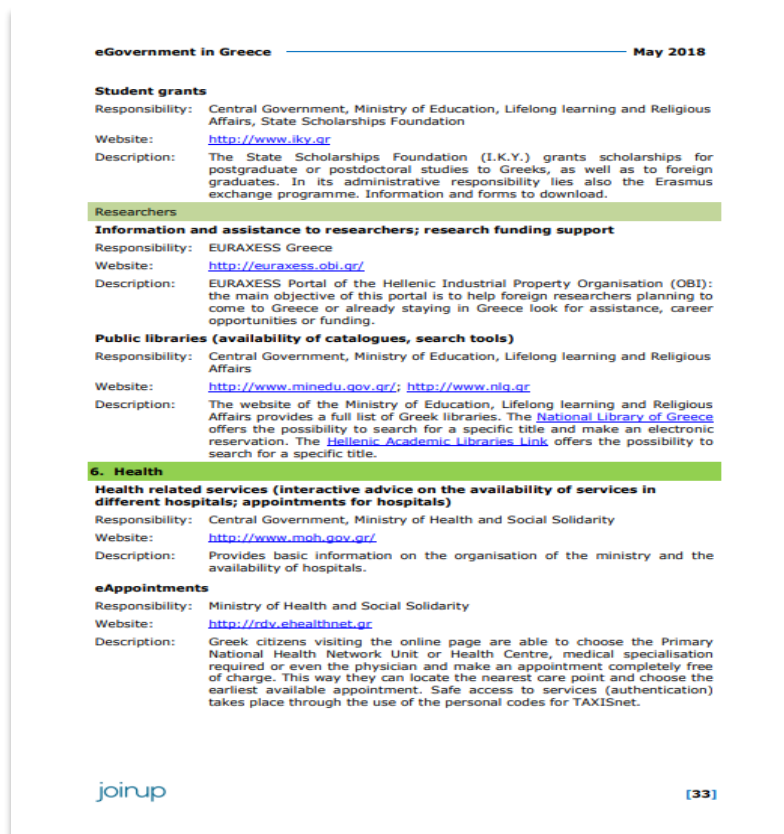 eGovernment in Greece May 2018
Student grants
Responsibility: Central Government, Ministry of Education, Lifelong learning and Religious
Affairs, State Scholarships Foundation
Website: http://www.iky.gr
Description: The State Scholarships Foundation (I.K.Y.) grants scholarships for
postgraduate or postdoctoral studies to Greeks, as well as to foreign
graduates. In its administrative responsibility lies also the Erasmus
exchange programme. Information and forms to download.
Researchers
Information and assistance to researchers; research funding support
Responsibility: EURAXESS Greece
Website: http://euraxess.obi.gr/
Description: EURAXESS Portal of the Hellenic Industrial Property Organisation (OBI):
the main objective of this portal is to help foreign researchers planning to
come to Greece or already staying in Greece look for assistance, career
opportunities or funding.
Public libraries (availability of catalogues, search tools)
Responsibility: Central Government, Ministry of Education, Lifelong learning and Religious
Affairs
Website: http://www.minedu.gov.gr/; http://www.nlg.gr
Description: The website of the Ministry of Education, Lifelong learning and Religious
Affairs provides a full list of Greek libraries. The National Library of Greece
offers the possibility to search for a specific title and make an electronic
reservation. The Hellenic Academic Libraries Link offers the possibility to
search for a specific title.
6. Health
Health related services (interactive advice on the availability of services in
different hospitals; appointments for hospitals)
Responsibility: Central Government, Ministry of Health and Social Solidarity
Website: http://www.moh.gov.gr/
Description: Provides basic information on the organisation of the ministry and the
availability of hospitals.
eAppointments
Responsibility: Ministry of Health and Social Solidarity
Website: http://rdv.ehealthnet.gr
Description: Greek citizens visiting the online page are able to choose the Primary
National Health Network Unit or Health Centre, medical specialisation
required or even the physician and make an appointment completely free
of charge. This way they can locate the nearest care point and choose the
earliest available appointment. Safe access to services (authentication)
takes place through the use of the personal codes for TAXISnet.
joinup [33]